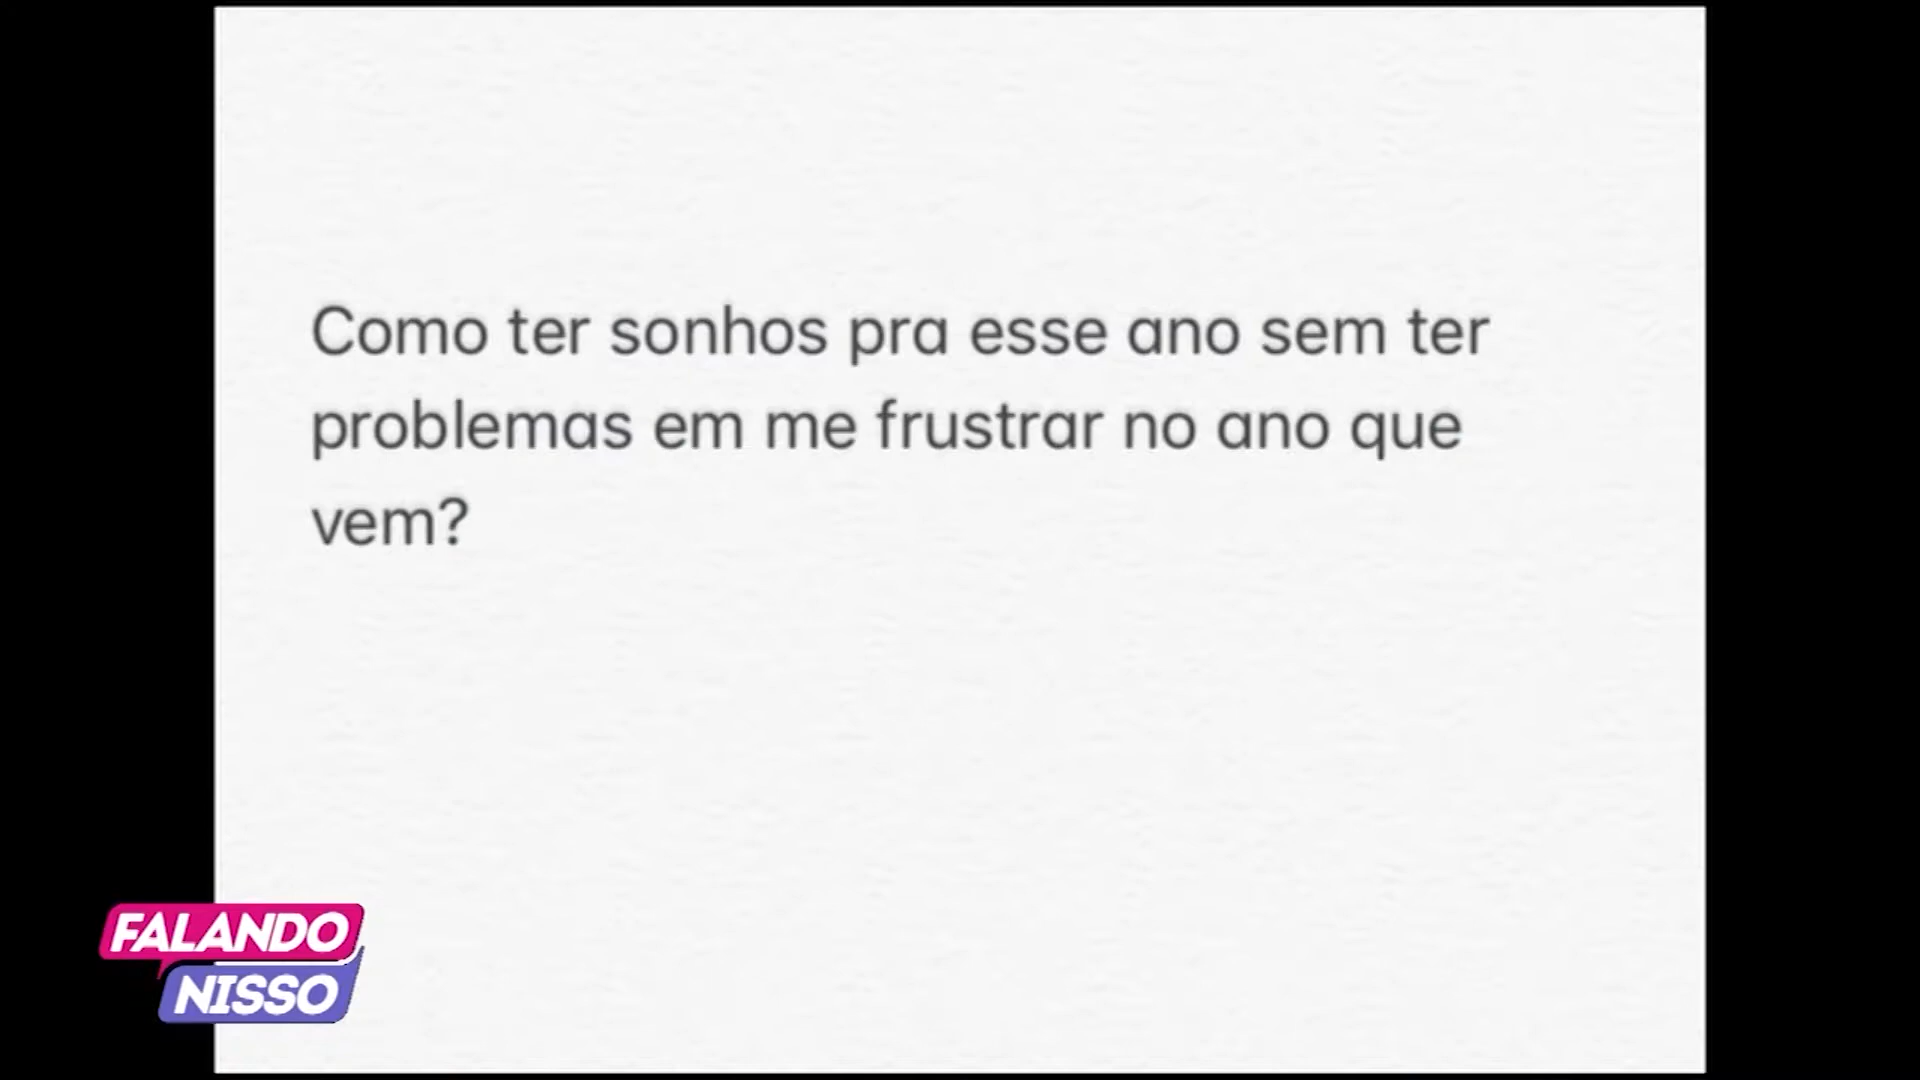 Como ter sonhos pra esse ano sem ter
problemas em me frustrar no ano que
vem?
FALANDO
NISSO